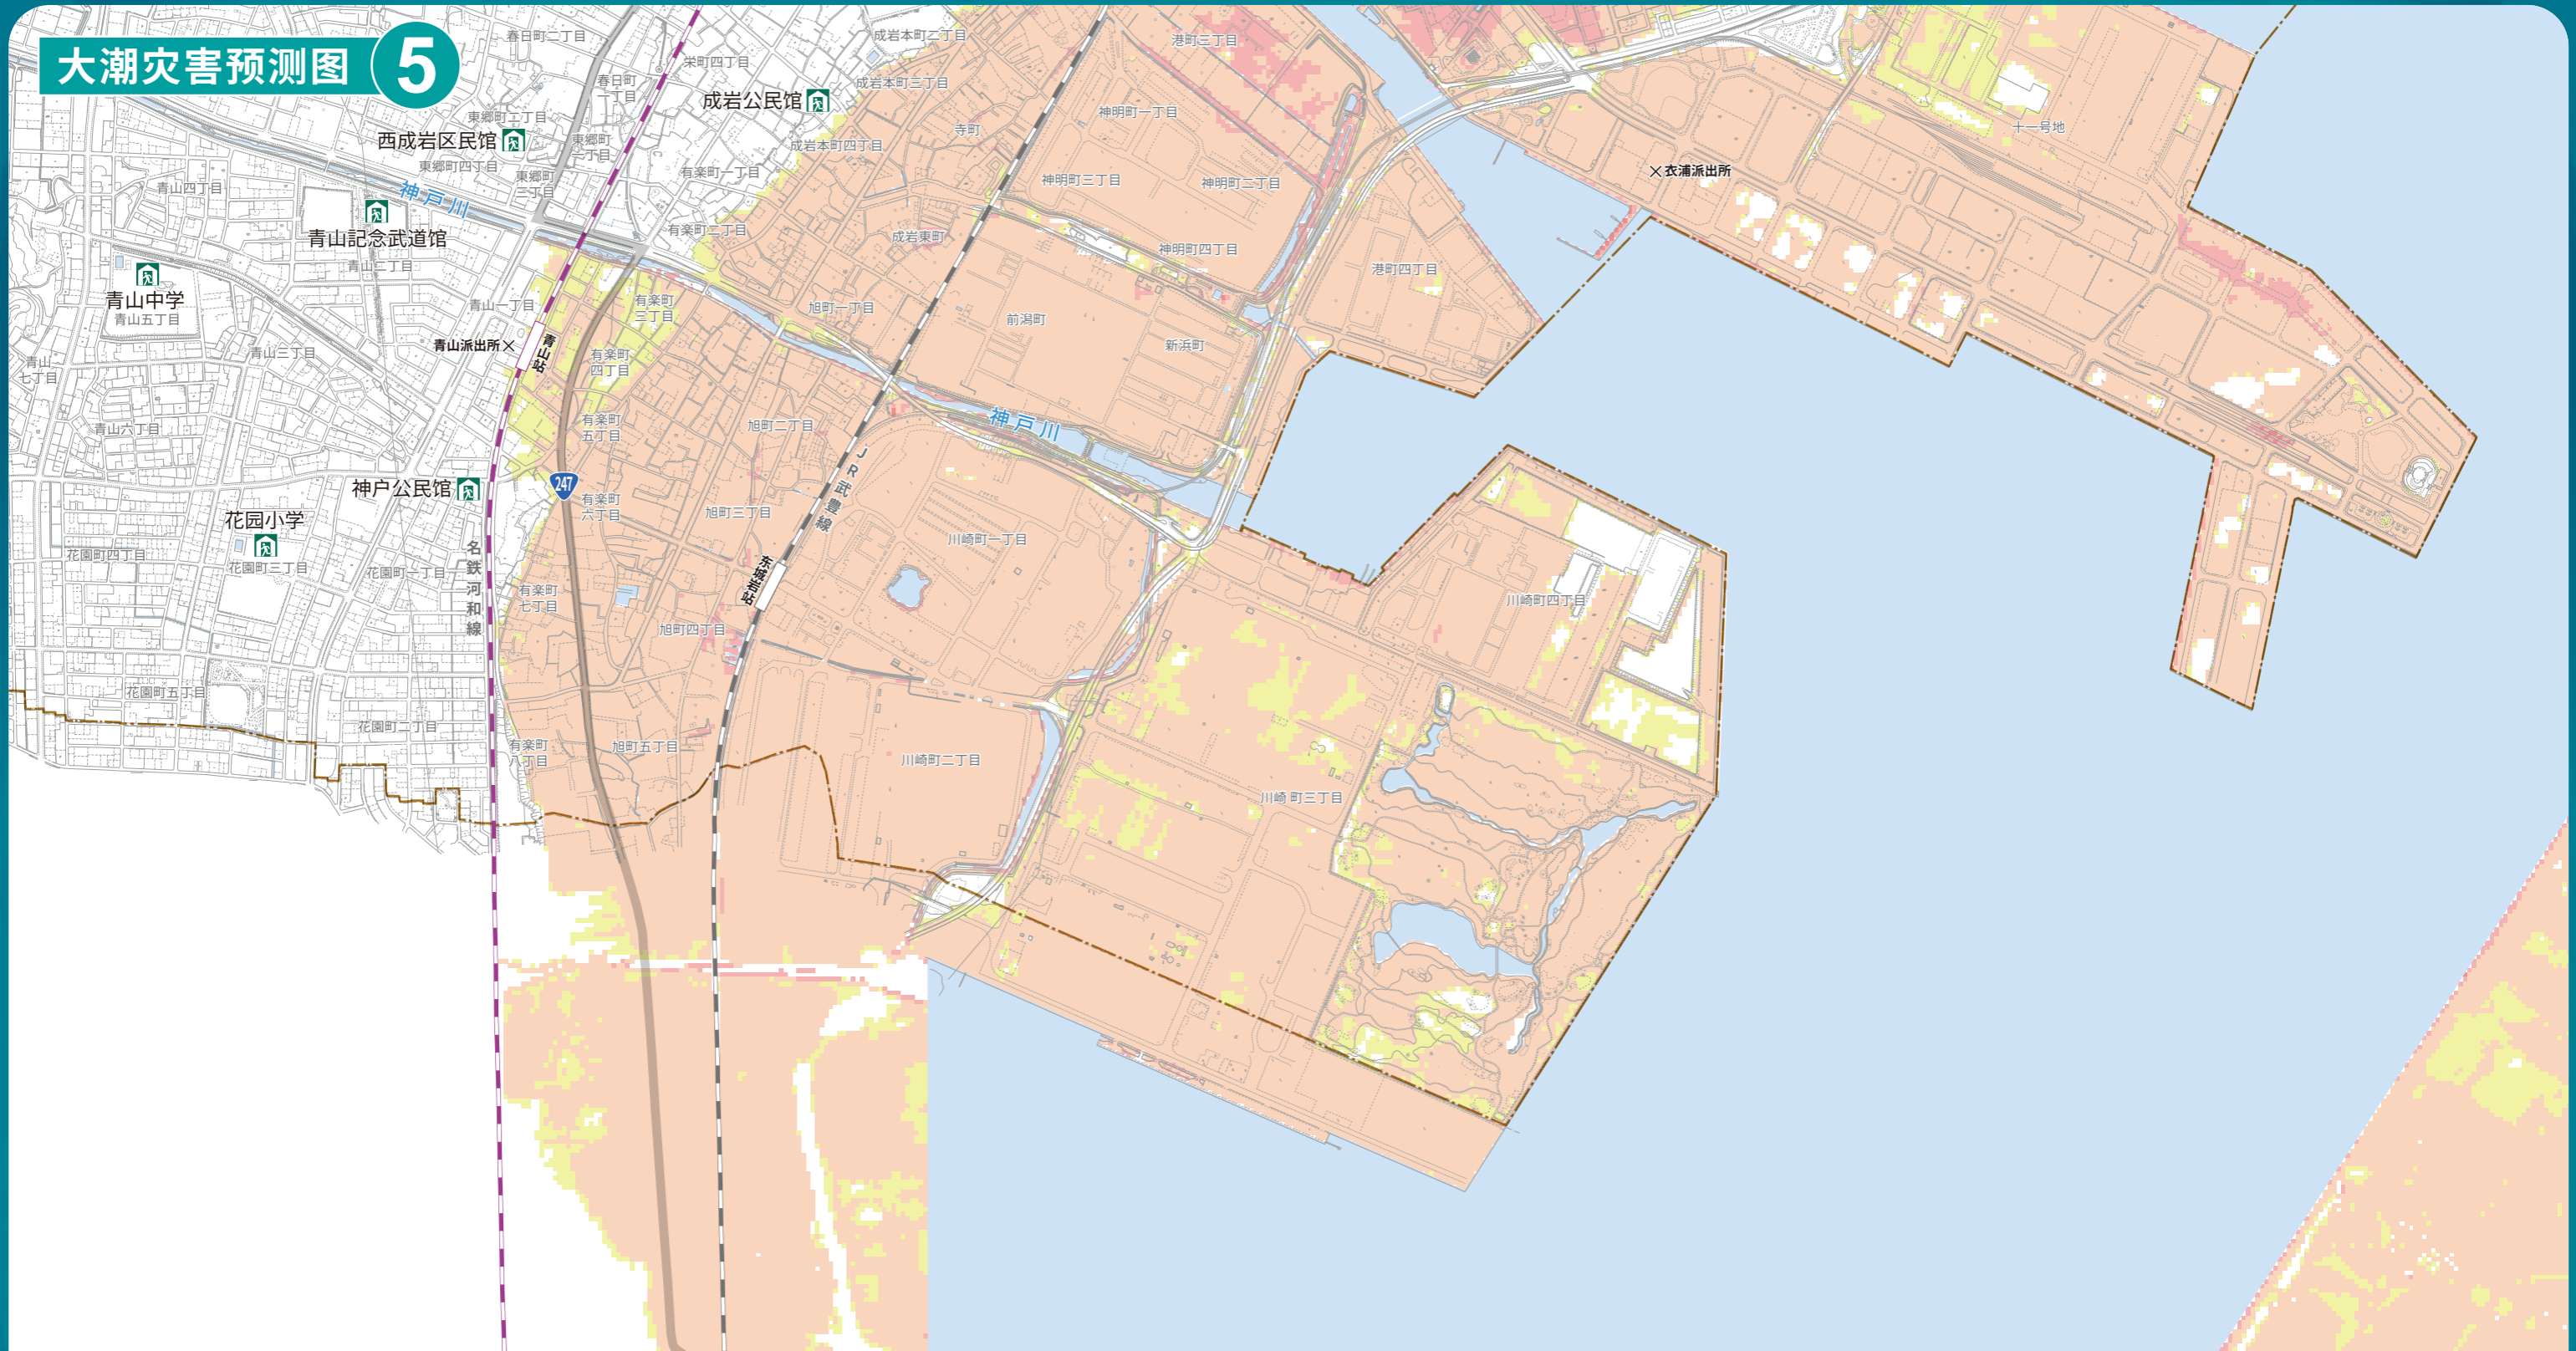 大潮灾害预测图 5
春日町二丁目
成岩本町二丁目
港町三丁目
栄町四丁目
春日町
一丁目
成岩本町三丁目
成岩公民馆
神明町一丁目
東郷町二丁目
十一号地
寺町
西成岩区民馆
東郷町
一丁目
成岩本町四丁目
東郷町四丁目
有楽町一丁目
衣浦派出所
東郷町
三丁目
神明町三丁目
神明町二丁目
青山四丁目
神戸川
有楽町二丁目
成岩東町
青山記念武道馆
神明町四丁目
青山二丁目
港町四丁目
青山中学
青山五丁目
青山一丁目
有楽町
三丁目
旭町一丁目
前潟町
新浜町
青山派出所
青山站
青山三丁目
有楽町
四丁目
青山
七丁目
青山六丁目
有楽町
五丁目
旭町二丁目
神戸川
JR武豊線
神户公民馆
247
有楽町
六丁目
旭町三丁目
花园小学
川崎町一丁目
花園町四丁目
花園町三丁目
花園町一丁目
名鉄河和線
东城岩站
有楽町
七丁目
川崎町四丁目
旭町四丁目
花園町五丁目
花園町二丁目
有楽町
八丁目
旭町五丁目
川崎町二丁目
川崎町三丁目